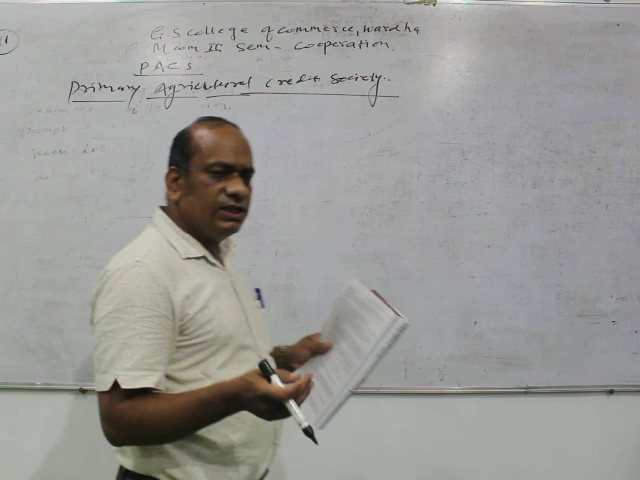 G.S college of commerce, wardha
M com II Sem - Cooperation.
PACS
Primary Agricultural credit Society.